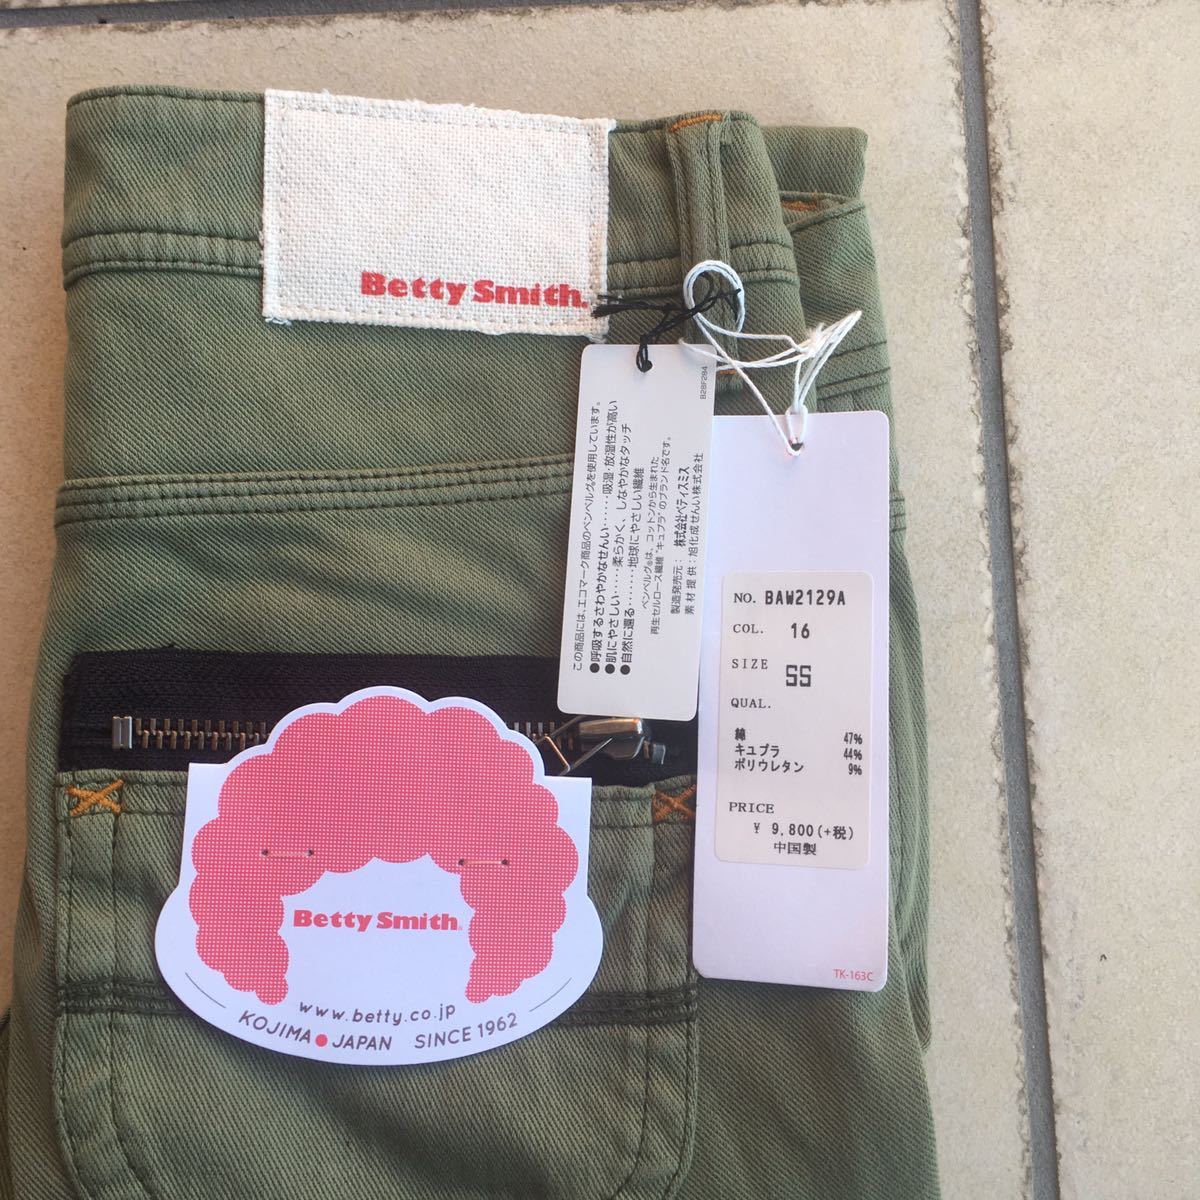 Betty Smith.
B2BF284
この商品には、エコマーク商品のベンベルグ®を使用しています。
●呼吸するさわやかなせんい・・・・・吸湿・放湿性が高い
●肌にやさしい・・・・柔らかく、しなやかなタッチ
●自然に還る・・・・・・地球にやさしい繊維
ベンベルグ®は、コットンから生まれた
再生セルロース繊維“キュプラ”のブランド名です。
製造発売元：株式会社ベティスミス
素材提供：旭化成せんい株式会社
NO. BAW2129A
COL. 16
SIZE SS
QUAL.
綿 47%
キュプラ 44%
ポリウレタン 9%
PRICE
¥ 9,800(+税)
中国製
TK-163C
Betty Smith®
www.betty.co.jp
KOJIMA●JAPAN SINCE 1962